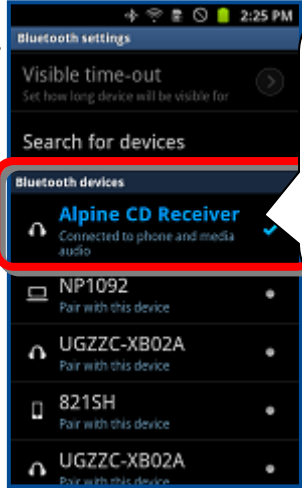 2:25 PM
Bluetooth settings
Visible time-out
Set how long device will be visible for
Search for devices
Bluetooth devices
Alpine CD Receiver
Connected to phone and media
audio
NP1092
Pair with this device
UGZZC-XB02A
Pair with this device
821SH
Pair with this device
UGZZC-XB02A
Pair with this device